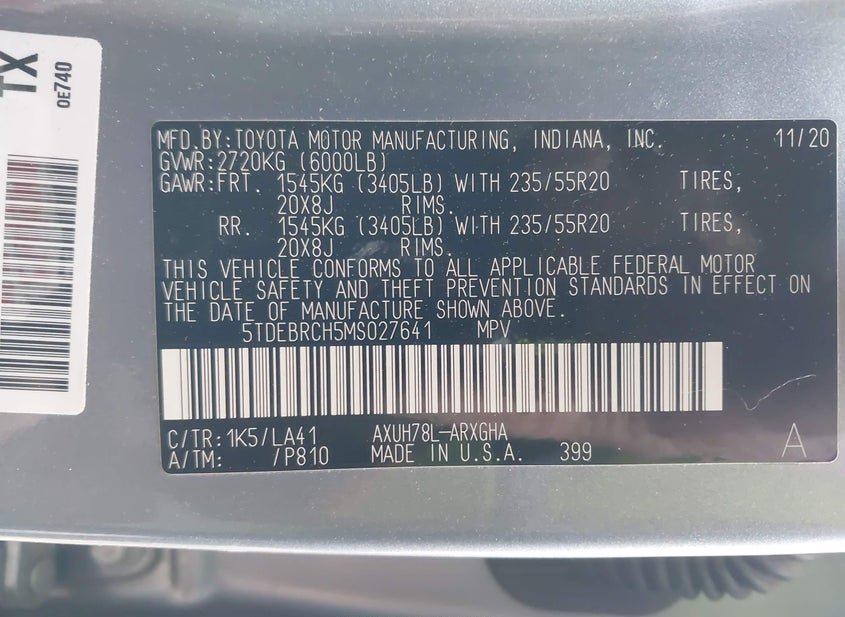 TX
0E740
MFD.BY:TOYOTA MOTOR MANUFACTURING, INDIANA, INC. 11/20
GVWR:2720KG (6000LB)
GAWR:FRT. 1545KG (3405LB) WITH 235/55R20 TIRES,
20X8J RIMS.
RR. 1545KG (3405LB) WITH 235/55R20 TIRES,
20X8J RIMS.
THIS VEHICLE CONFORMS TO ALL APPLICABLE FEDERAL MOTOR
VEHICLE SAFETY AND THEFT PREVENTION STANDARDS IN EFFECT ON
THE DATE OF MANUFACTURE SHOWN ABOVE.
5TDEBRCH5MS027641 MPV
C/TR:1K5/LA41 AXUH78L-ARXGHA A
A/TM: /P810 MADE IN U.S.A. 399